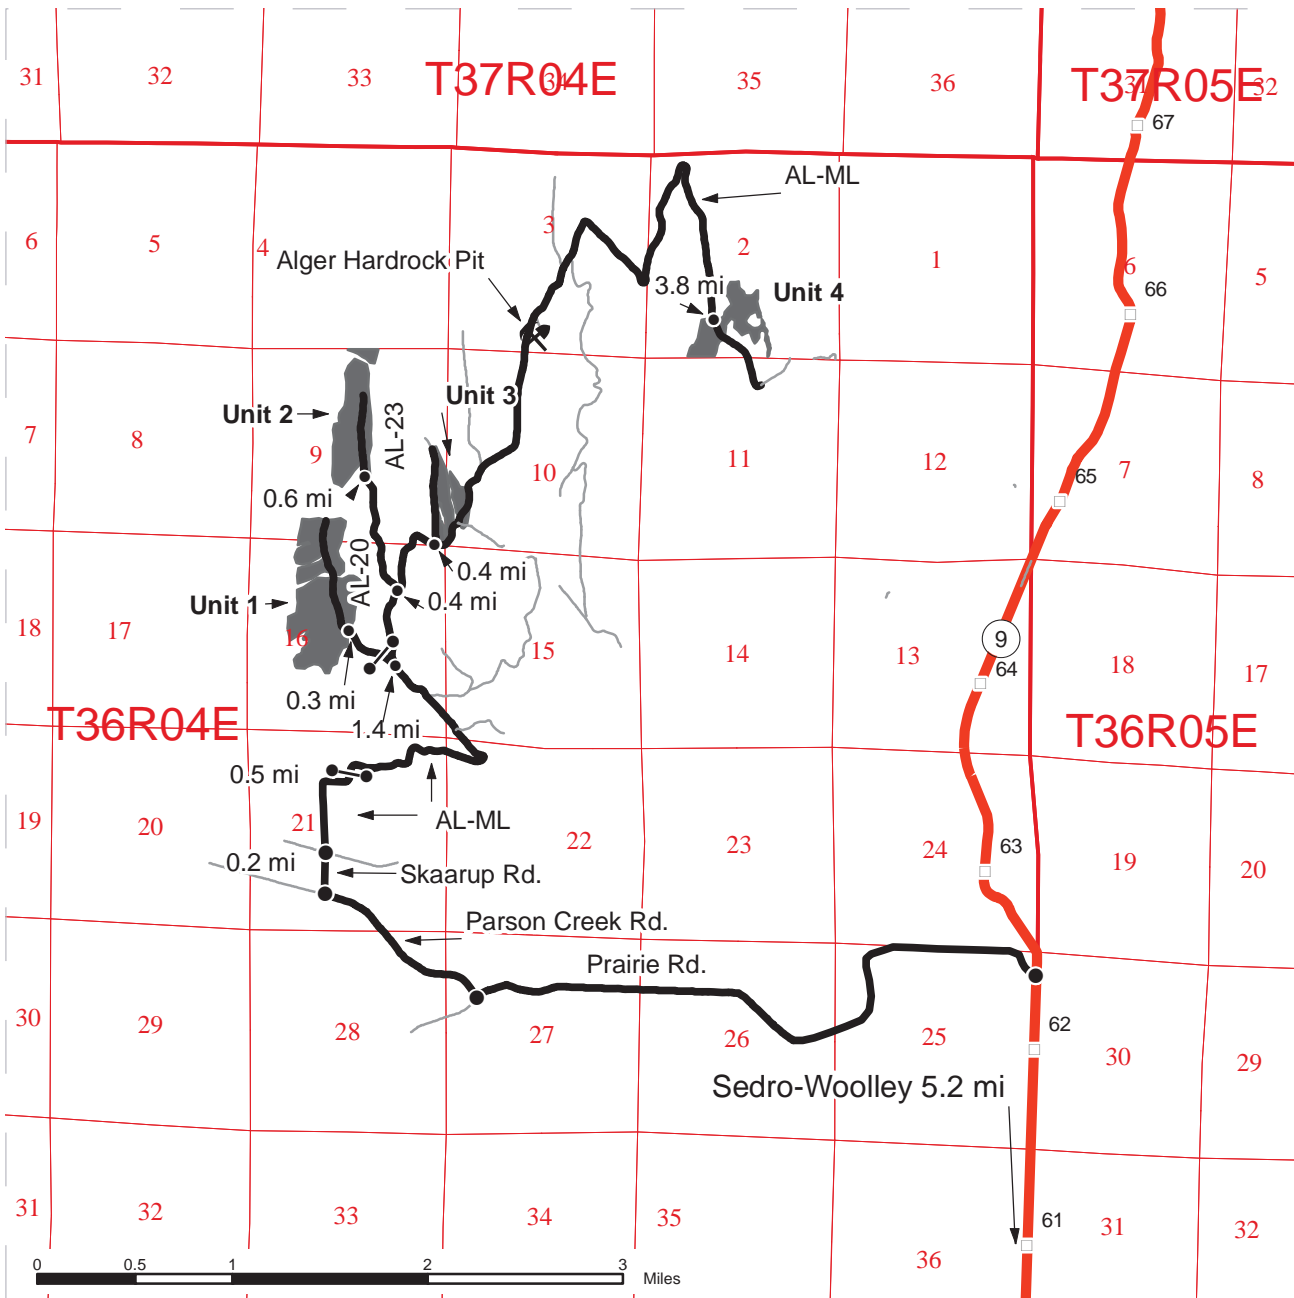 31 32 33 34 35 36 31 32
T37R04E T37R05E
67
AL-ML
6 5 4 3 2 1 6 5
Alger Hardrock Pit
3.8 mi
Unit 4
66
Unit 3
Unit 2
AL-23
7 8 9 10 11 12 7 8
65
0.6 mi
AL-20
0.4 mi
0.4 mi
Unit 1
18 17 16 15 14 13 18 17
9
64
0.3 mi
1.4 mi
T36R04E T36R05E
0.5 mi
AL-ML
19 20 21 22 23 24 19 20
63
0.2 mi
Skaarup Rd.
Parson Creek Rd.
Prairie Rd.
30 29 28 27 26 25 30 29
62
Sedro-Woolley 5.2 mi
31 32 33 34 35 36 31 32
61
0 0.5 1 2 3 Miles